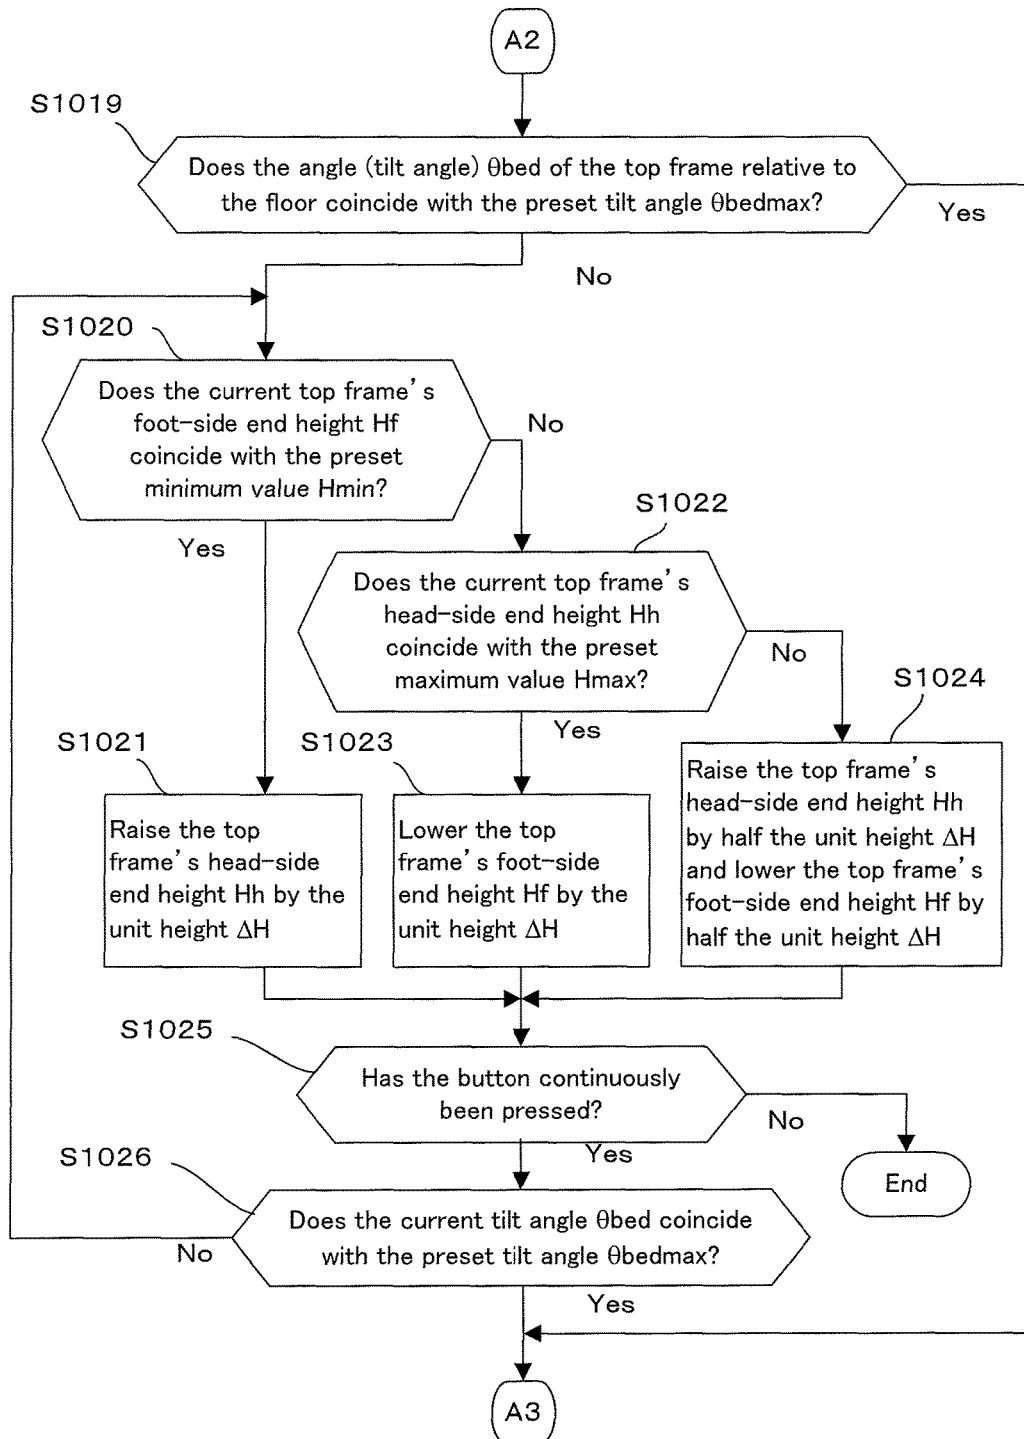 A2
S1019
Does the angle (tilt angle) θbed of the top frame relative to
the floor coincide with the preset tilt angle θbedmax?
Yes
No
S1020
Does the current top frame's
foot-side end height Hf
coincide with the preset
minimum value Hmin?
No
Yes
S1022
Does the current top frame's
head-side end height Hh
coincide with the preset
maximum value Hmax?
No
Yes
S1024
S1021
S1023
Raise the top
frame's head-side
end height Hh by the
unit height ΔH
Lower the top
frame's foot-side
end height Hf by the
unit height ΔH
Raise the top frame's
head-side end height Hh
by half the unit height ΔH
and lower the top frame's
foot-side end height Hf by
half the unit height ΔH
S1025
Has the button continuously
been pressed?
No
Yes
End
S1026
Does the current tilt angle θbed coincide
with the preset tilt angle θbedmax?
No
Yes
A3